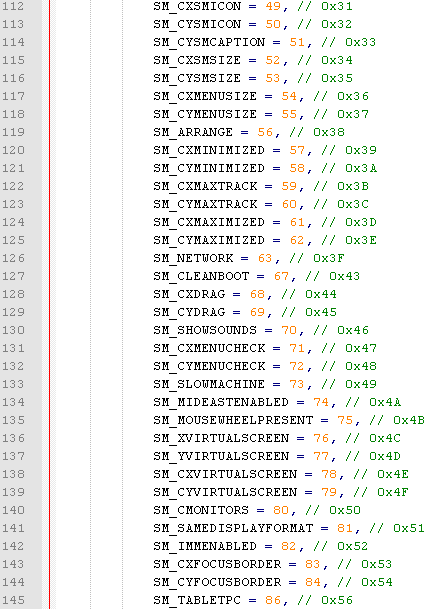 112 SM_CXSMICON = 49, // 0x31
113 SM_CYSMICON = 50, // 0x32
114 SM_CYSMCAPTION = 51, // 0x33
115 SM_CXSMSIZE = 52, // 0x34
116 SM_CYSMSIZE = 53, // 0x35
117 SM_CXMENUSIZE = 54, // 0x36
118 SM_CYMENUSIZE = 55, // 0x37
119 SM_ARRANGE = 56, // 0x38
120 SM_CXMINIMIZED = 57, // 0x39
121 SM_CYMINIMIZED = 58, // 0x3A
122 SM_CXMAXTRACK = 59, // 0x3B
123 SM_CYMAXTRACK = 60, // 0x3C
124 SM_CXMAXIMIZED = 61, // 0x3D
125 SM_CYMAXIMIZED = 62, // 0x3E
126 SM_NETWORK = 63, // 0x3F
127 SM_CLEANBOOT = 67, // 0x43
128 SM_CXDRAG = 68, // 0x44
129 SM_CYDRAG = 69, // 0x45
130 SM_SHOWSOUNDS = 70, // 0x46
131 SM_CXMENUCHECK = 71, // 0x47
132 SM_CYMENUCHECK = 72, // 0x48
133 SM_SLOWMACHINE = 73, // 0x49
134 SM_MIDEASTENABLED = 74, // 0x4A
135 SM_MOUSEWHEELPRESENT = 75, // 0x4B
136 SM_XVIRTUALSCREEN = 76, // 0x4C
137 SM_YVIRTUALSCREEN = 77, // 0x4D
138 SM_CXVIRTUALSCREEN = 78, // 0x4E
139 SM_CYVIRTUALSCREEN = 79, // 0x4F
140 SM_CMONITORS = 80, // 0x50
141 SM_SAMEDISPLAYFORMAT = 81, // 0x51
142 SM_IMMENABLED = 82, // 0x52
143 SM_CXFOCUSBORDER = 83, // 0x53
144 SM_CYFOCUSBORDER = 84, // 0x54
145 SM_TABLETPC = 86, // 0x56